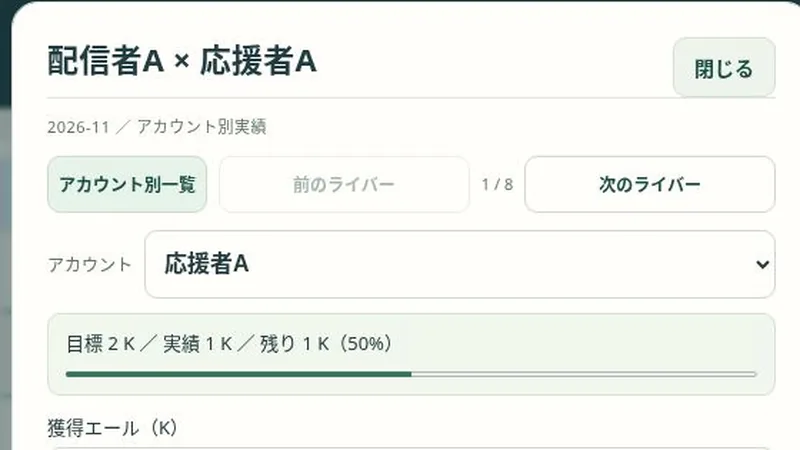 配信者A × 応援者A
閉じる
2026-11 ／ アカウント別実績
アカウント別一覧
前のライバー
1 / 8
次のライバー
アカウント
応援者A
目標 2 K ／ 実績 1 K ／ 残り 1 K（50%）
獲得エール（K）